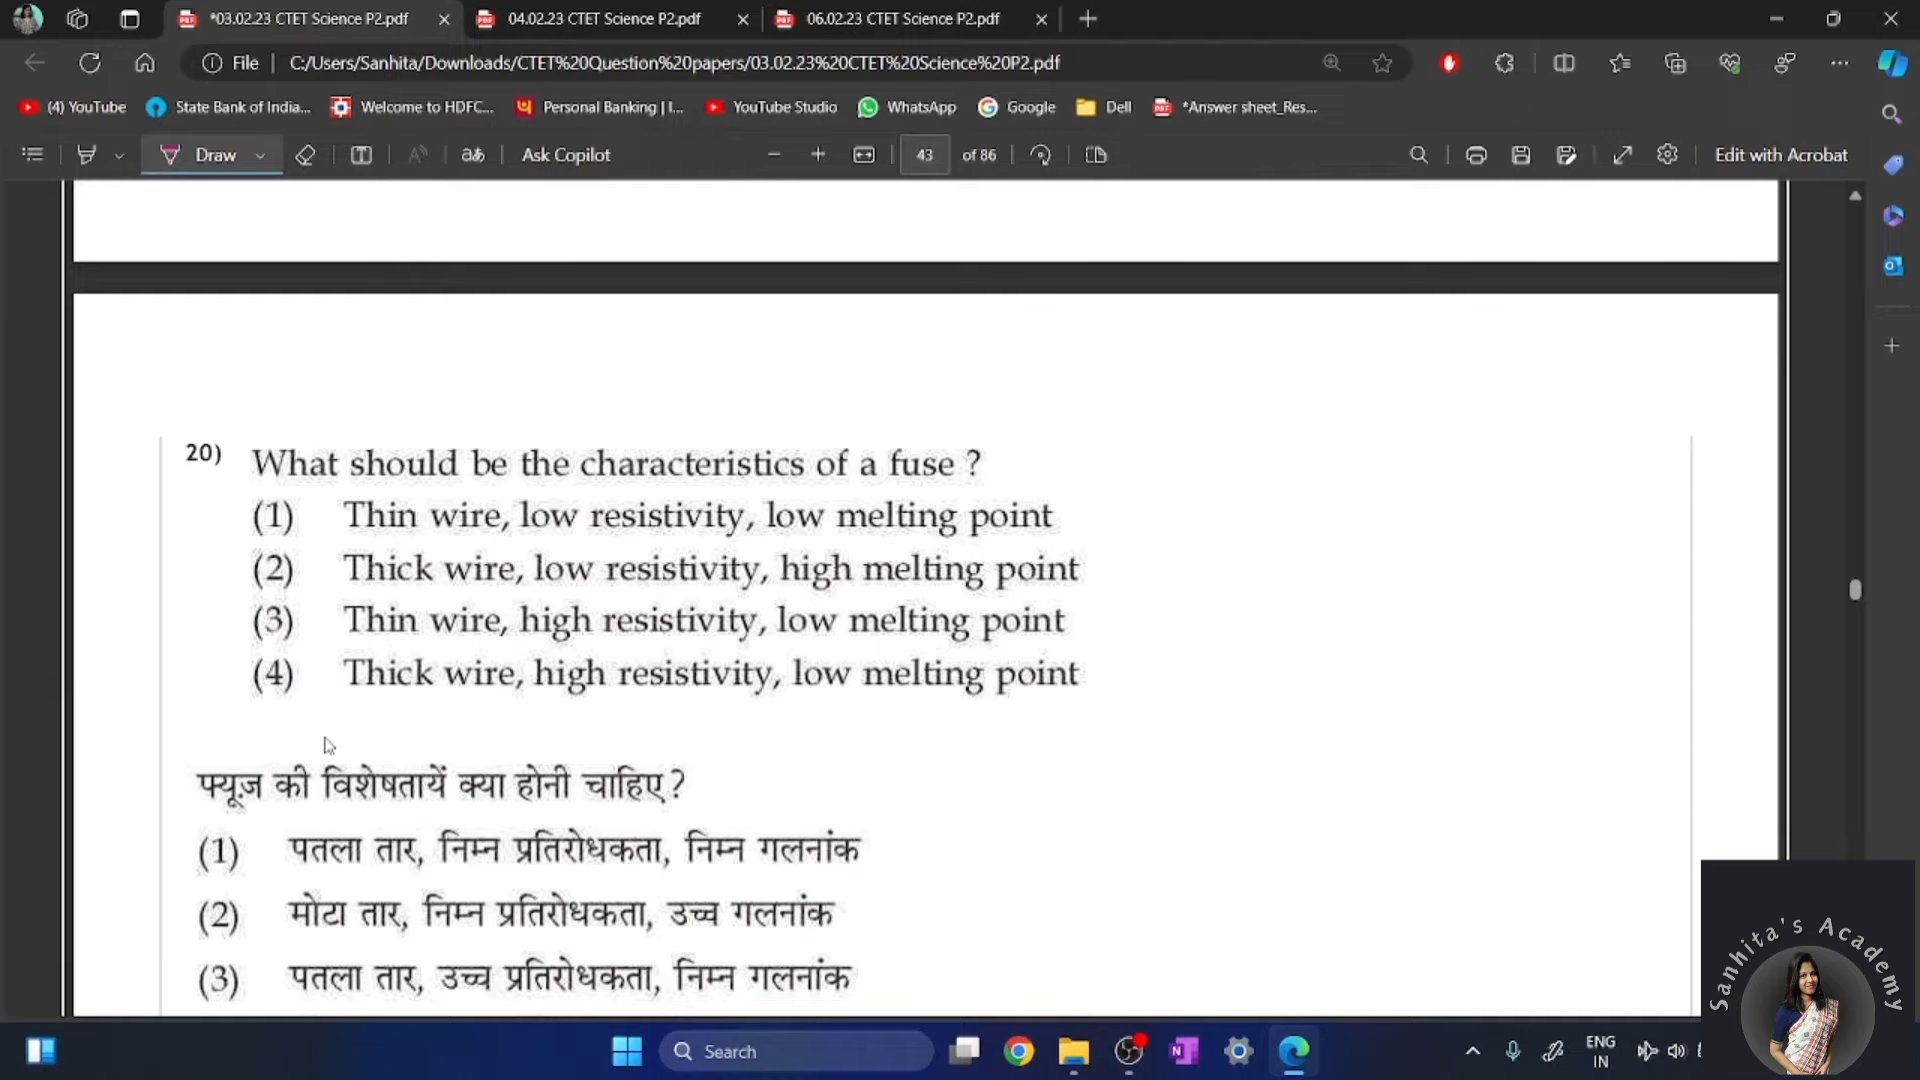 *03.02.23 CTET Science P2.pdf
04.02.23 CTET Science P2.pdf
06.02.23 CTET Science P2.pdf
File
C:/Users/Sanhita/Downloads/CTET%20Question%20papers/03.02.23%20CTET%20Science%20P2.pdf
(4) YouTube
State Bank of India...
Welcome to HDFC...
Personal Banking | I...
YouTube Studio
WhatsApp
Google
Dell
*Answer sheet_Res...
Draw
Ask Copilot
43 of 86
Edit with Acrobat
20) What should be the characteristics of a fuse ?
(1) Thin wire, low resistivity, low melting point
(2) Thick wire, low resistivity, high melting point
(3) Thin wire, high resistivity, low melting point
(4) Thick wire, high resistivity, low melting point
फ्यूज़ की विशेषतायें क्या होनी चाहिए?
(1) पतला तार, निम्न प्रतिरोधकता, निम्न गलनांक
(2) मोटा तार, निम्न प्रतिरोधकता, उच्च गलनांक
(3) पतला तार, उच्च प्रतिरोधकता, निम्न गलनांक
Sanhita's Academy
Search
ENG
IN